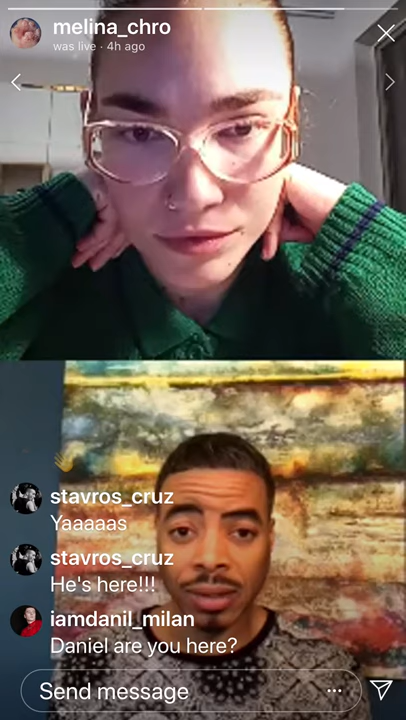 melina_chro
was live · 4h ago
stavros_cruz
Yaaaaas
stavros_cruz
He's here!!!
iamdanil_milan
Daniel are you here?
Send message